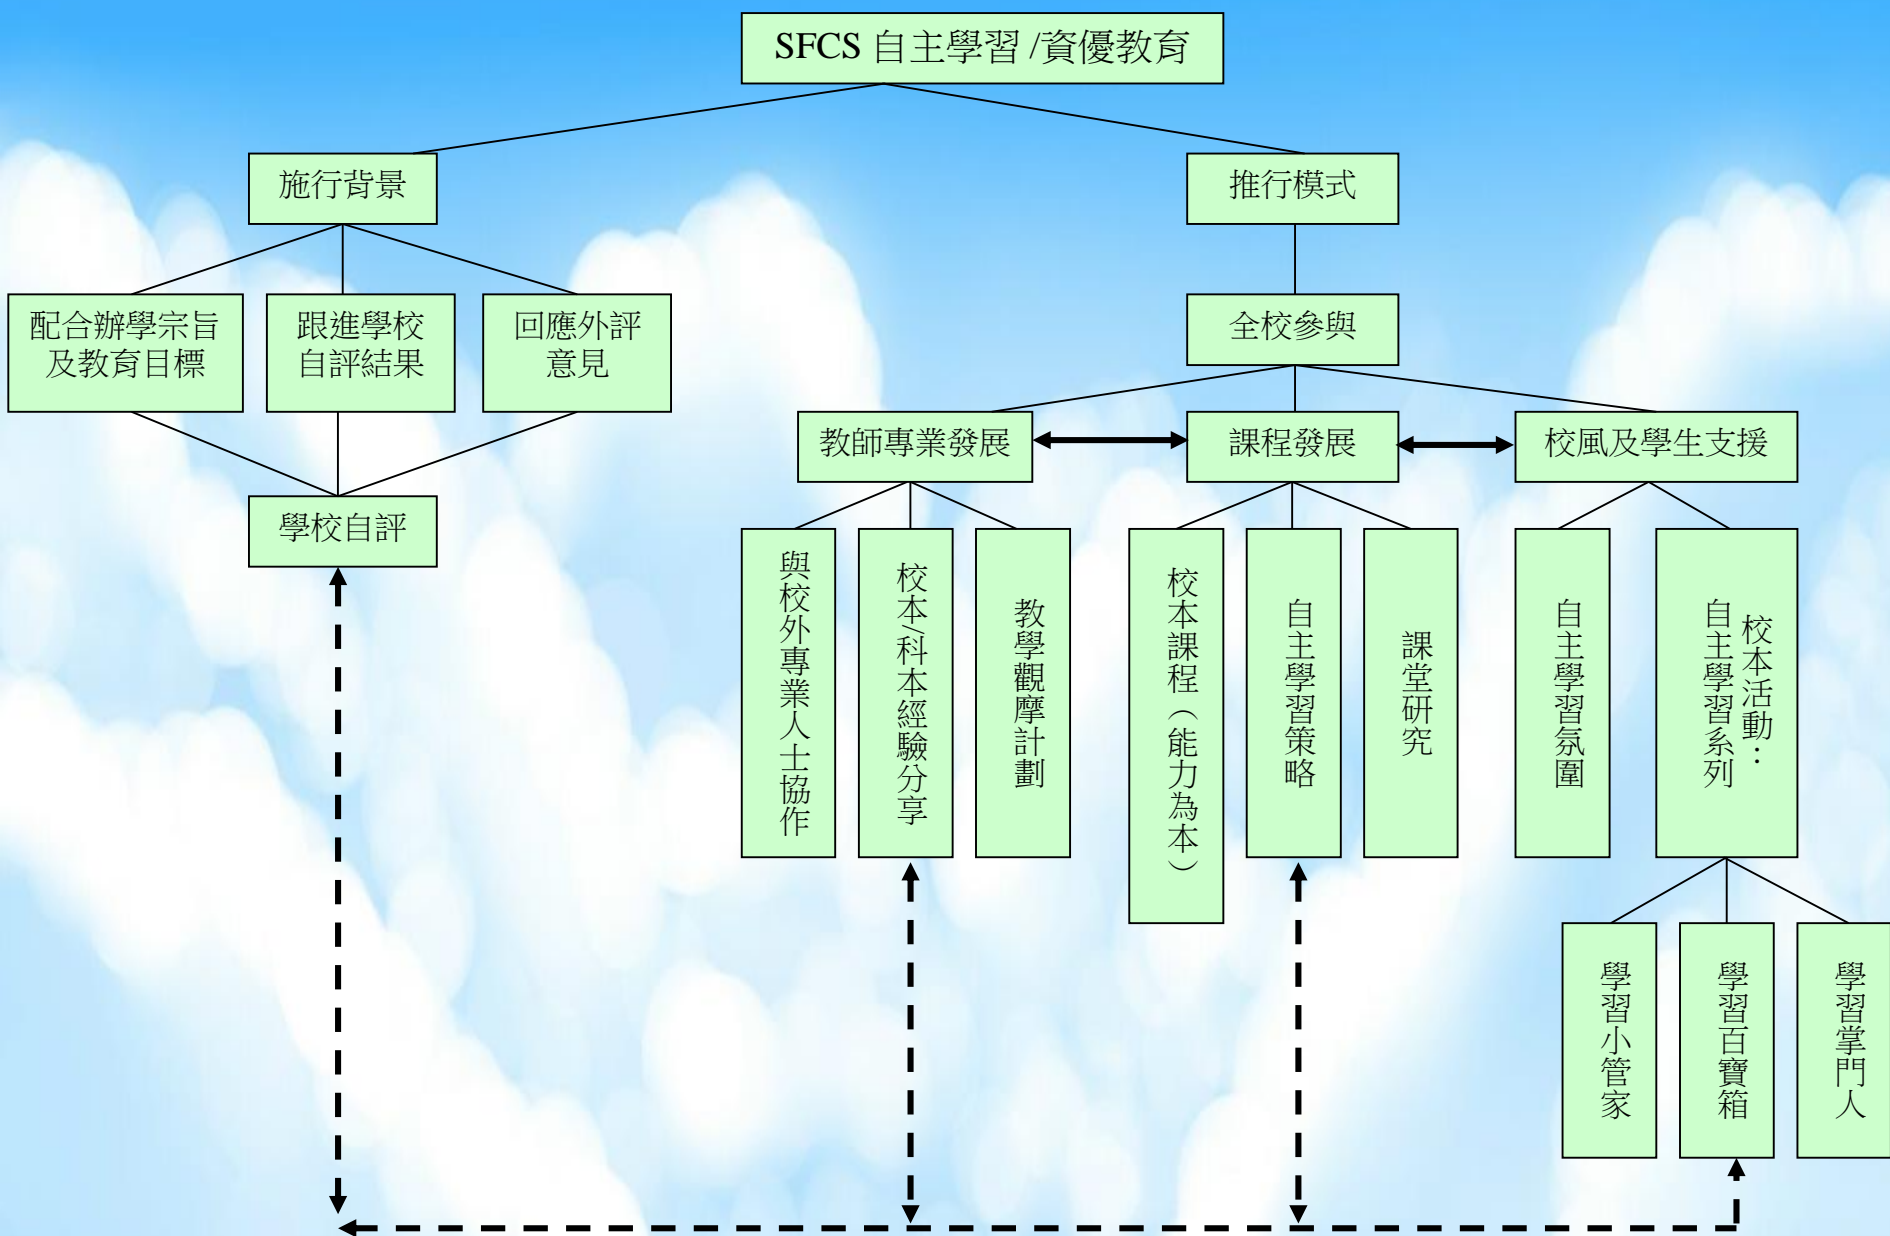 SFCS 自主學習 /資優教育
施行背景
推行模式
配合辦學宗旨
及教育目標
跟進學校
自評結果
回應外評
意見
全校參與
教師專業發展
課程發展
校風及學生支援
學校自評
與校外專業人士協作
校本/科本經驗分享
教學觀摩計劃
校本課程（能力為本）
自主學習策略
課堂研究
自主學習氛圍
校本活動：
自主學習系列
學習小管家
學習百寶箱
學習掌門人